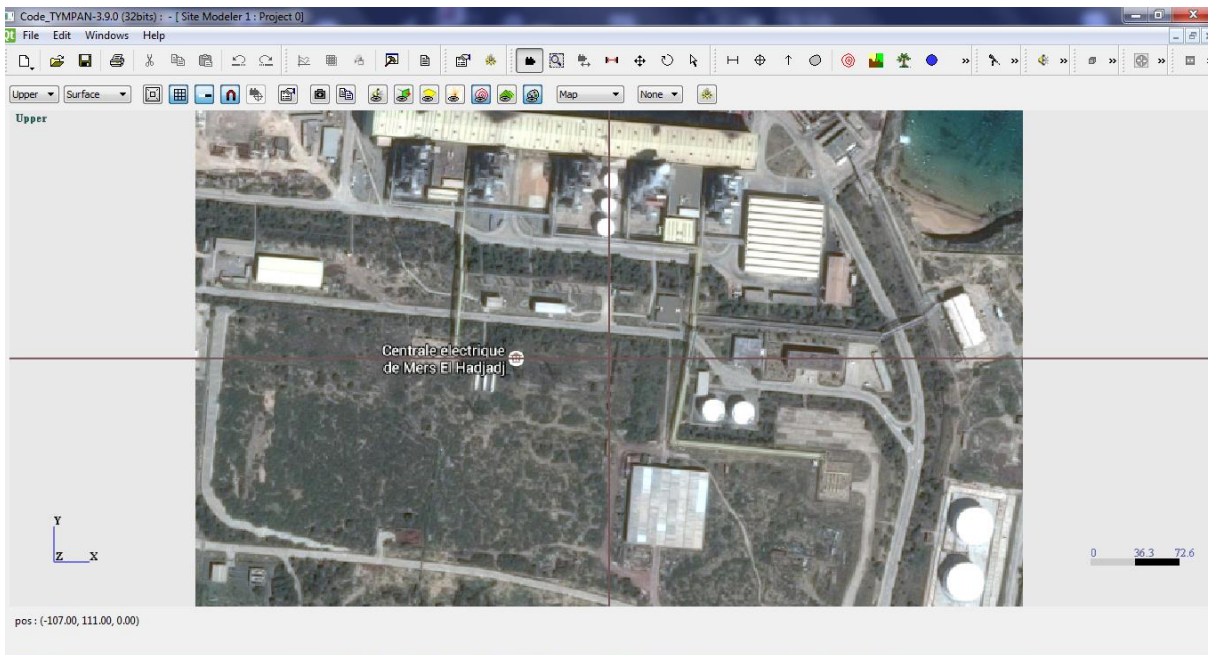 Code_TYMPAN-3.9.0 (32bits) : - [ Site Modeler 1 : Project 0]
File Edit Windows Help
Upper Surface Map None
Upper
Centrale electrique
de Mers El Hadjadj
Y
Z X
0 36.3 72.6
pos : (-107.00, 111.00, 0.00)